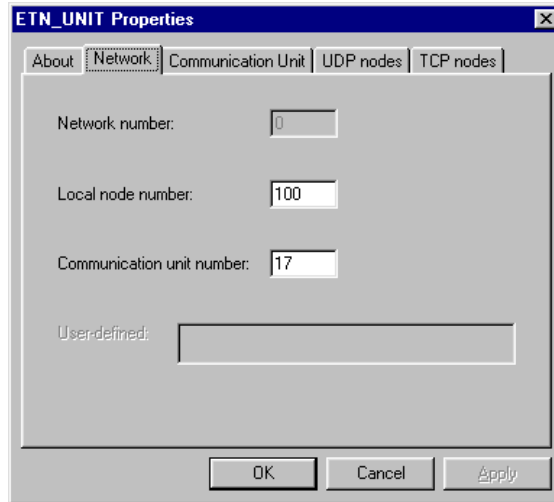 ETN_UNIT Properties
About Network Communication Unit UDP nodes TCP nodes
Network number: 0
Local node number: 100
Communication unit number: 17
User-defined:
OK Cancel Apply